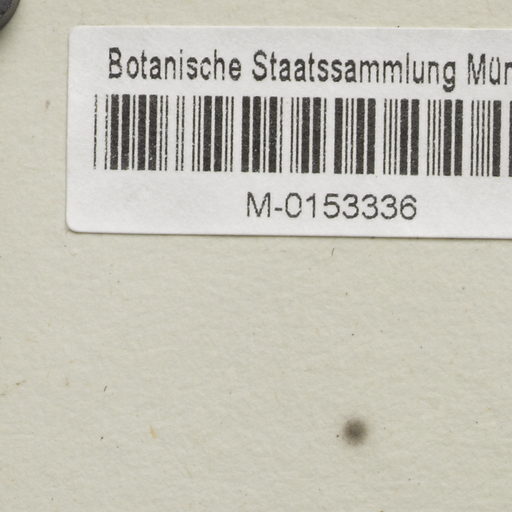 Botanische Staatssammlung Mün
M-0153336